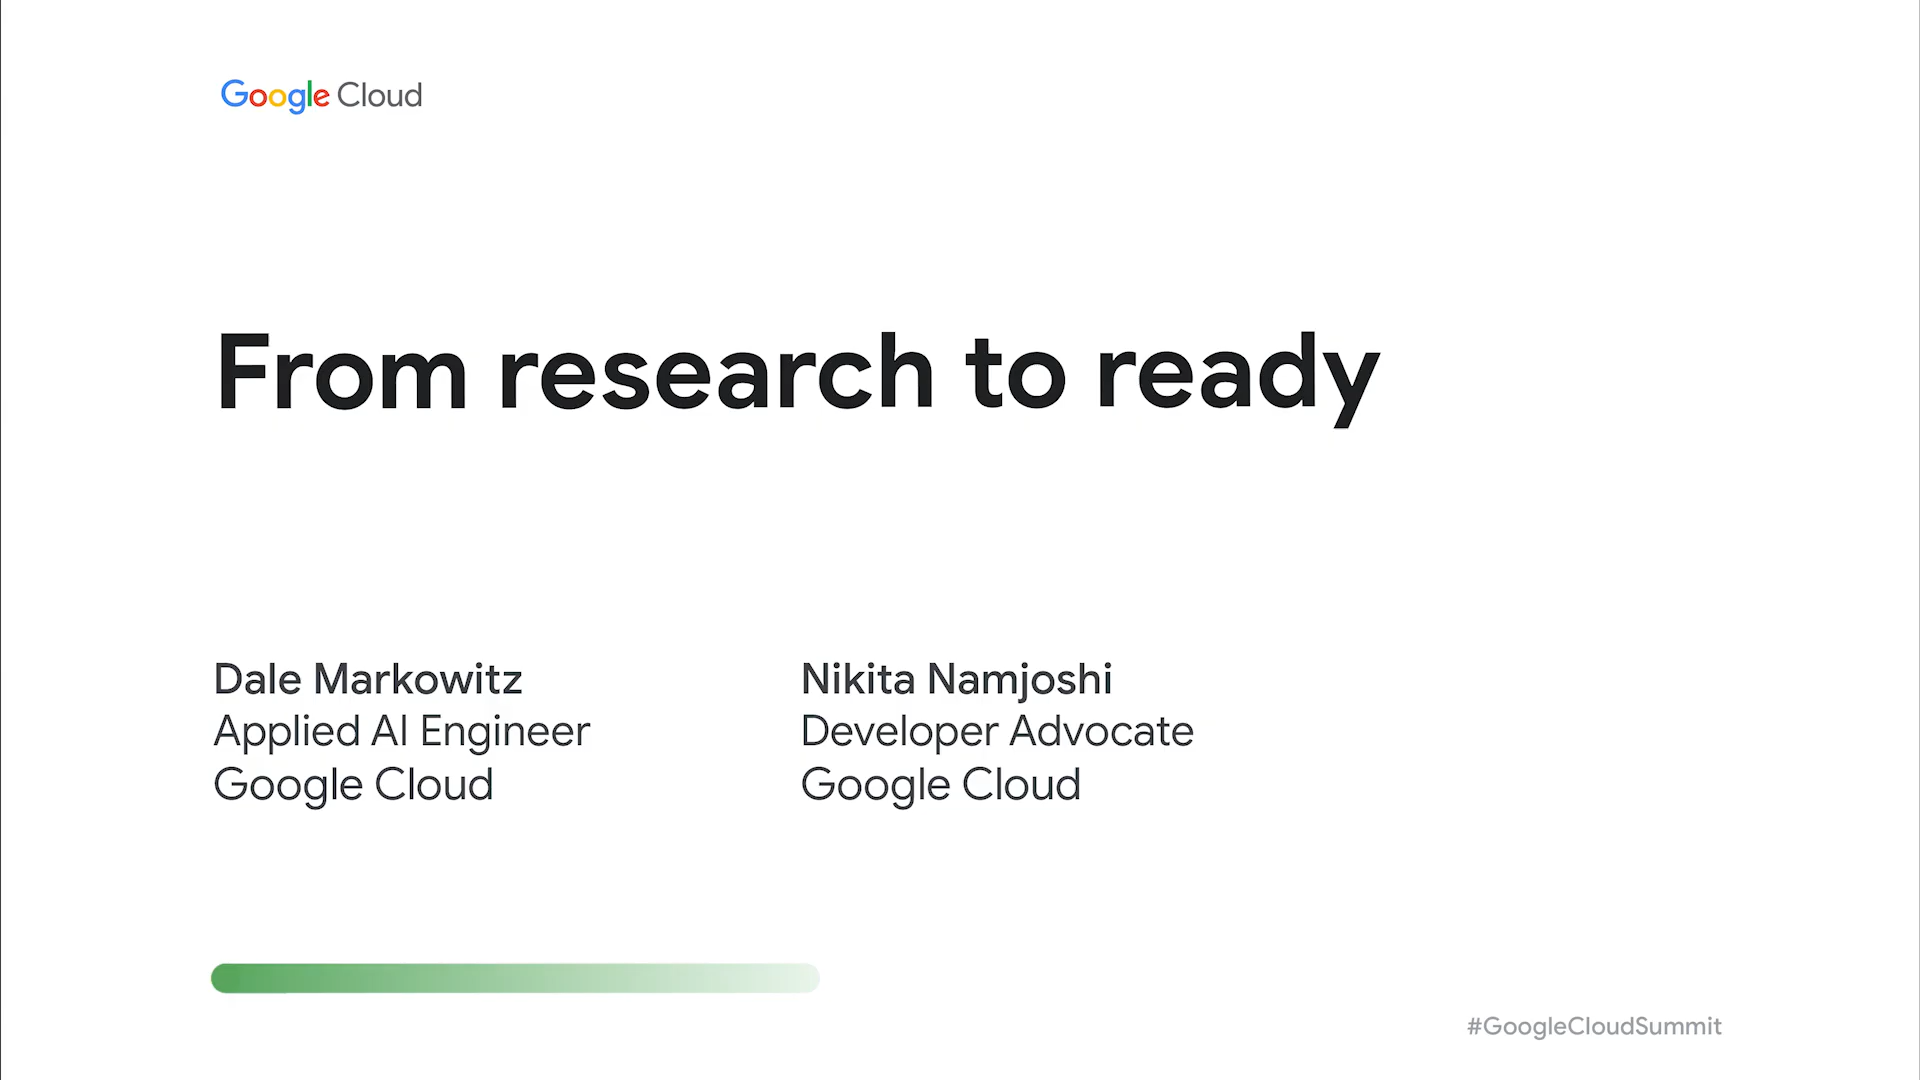 Google Cloud
From research to ready
Dale Markowitz
Applied AI Engineer
Google Cloud
Nikita Namjoshi
Developer Advocate
Google Cloud
#GoogleCloudSummit